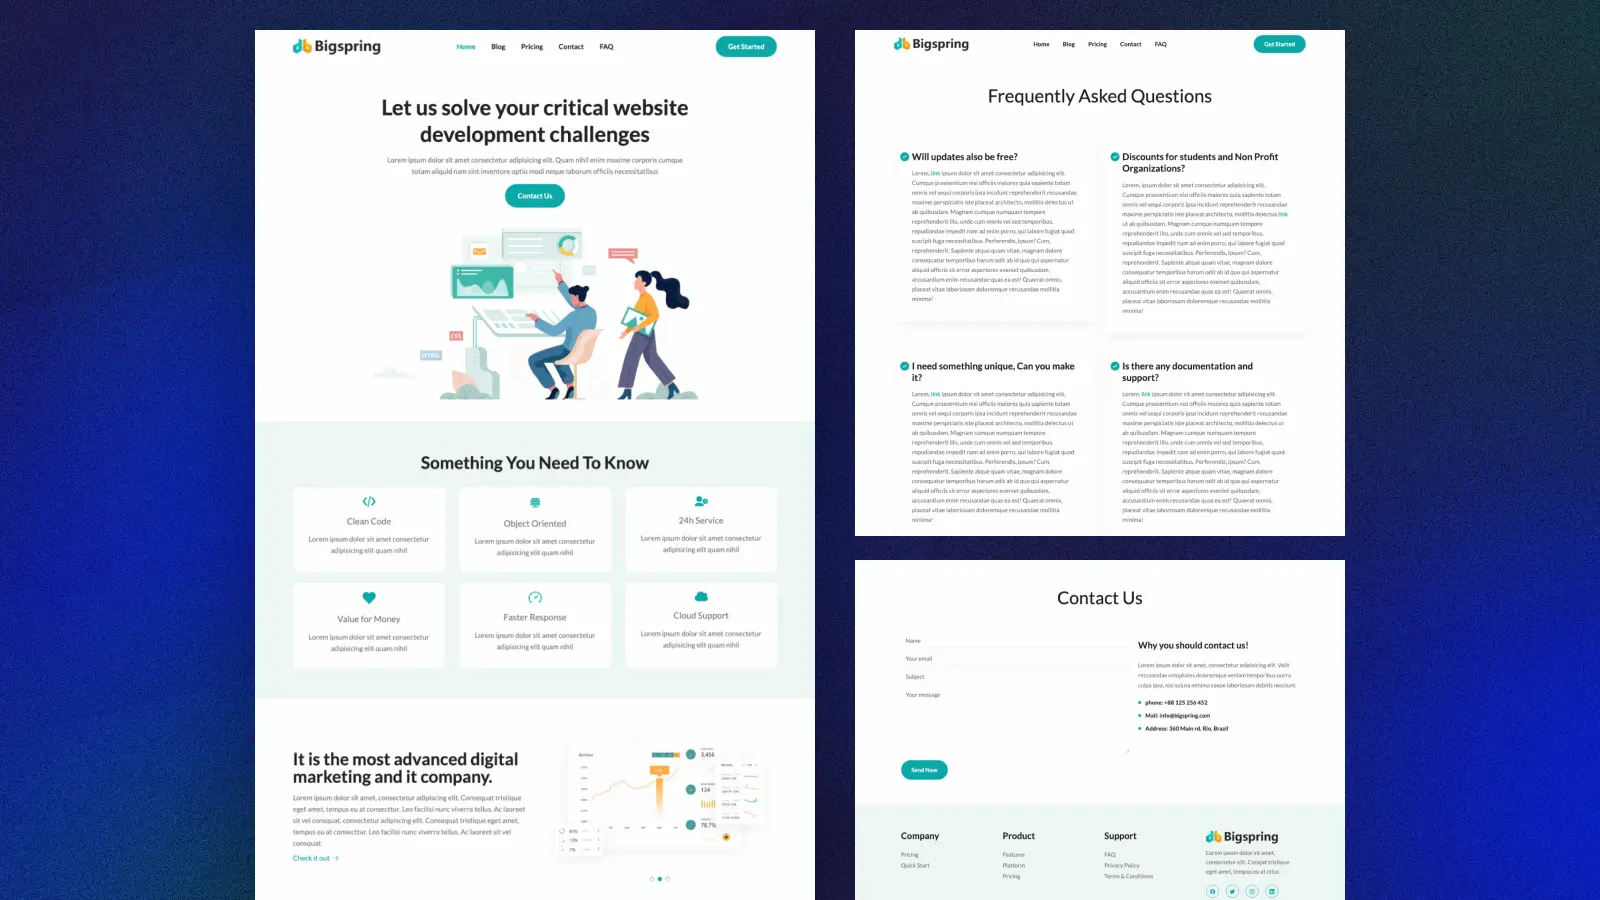 Bigspring
Home Blog Pricing Contact FAQ
Get Started
Let us solve your critical website
development challenges
Lorem ipsum dolor sit amet consectetur adipisicing elit. Quam nihil enim maxime corporis cumque
totam aliquid nam sint inventore optio modi neque laborum officiis necessitatibus
Contact Us
CSS
HTML
Something You Need To Know
Clean Code
Lorem ipsum dolor sit amet consectetur
adipisicing elit quam nihil
Object Oriented
Lorem ipsum dolor sit amet consectetur
adipisicing elit quam nihil
24h Service
Lorem ipsum dolor sit amet consectetur
adipisicing elit quam nihil
Value for Money
Lorem ipsum dolor sit amet consectetur
adipisicing elit quam nihil
Faster Response
Lorem ipsum dolor sit amet consectetur
adipisicing elit quam nihil
Cloud Support
Lorem ipsum dolor sit amet consectetur
adipisicing elit quam nihil
It is the most advanced digital
marketing and it company.
Lorem ipsum dolor sit amet, consectetur adipiscing elit. Consequat tristique
eget amet, tempus eu at consecttur. Leo facilisi nunc viverra tellus. Ac laoreet
sit vel consquat. consectetur adipiscing elit. Consequat tristique eget amet,
tempus eu at consecttur. Leo facilisi nunc viverra tellus. Ac laoreet sit vel
consquat.
Check it out
3,456
124
78,7%
Bigspring
Home Blog Pricing Contact FAQ
Get Started
Frequently Asked Questions
Will updates also be free?
Lorem, link ipsum dolor sit amet consectetur adipisicing elit.
Cumque praesentium nisi officiis maiores quia sapiente totam
omnis vel sequi corporis ipsa incidunt reprehenderit recusandae
maxime perspiciatis iste placeat architecto, mollitia delectus ut
ab quibusdam. Magnam cumque numquam tempore
reprehenderit illo, unde cum omnis vel sed temporibus,
repudiandae impedit nam ad enim porro, qui labore fugiat quod
suscipit fuga necessitatibus. Perferendis, ipsum? Cum,
reprehenderit. Sapiente atque quam vitae, magnam dolore
consequatur temporibus harum odit ab id quo qui aspernatur
aliquid officiis sit error asperiores eveniet quibusdam,
accusantium enim recusandae quas ea est! Quaerat omnis,
placeat vitae laboriosam doloremque recusandae mollitia
minima!
Discounts for students and Non Profit
Organizations?
Lorem, ipsum dolor sit amet consectetur adipisicing elit.
Cumque praesentium nisi officiis maiores quia sapiente totam
omnis vel sequi corporis ipsa incidunt reprehenderit recusandae
maxime perspiciatis iste placeat architecto, mollitia delectus link
ut ab quibusdam. Magnam cumque numquam tempore
reprehenderit illo, unde cum omnis vel sed temporibus,
repudiandae impedit nam ad enim porro, qui labore fugiat quod
suscipit fuga necessitatibus. Perferendis, ipsum? Cum,
reprehenderit. Sapiente atque quam vitae, magnam dolore
consequatur temporibus harum odit ab id quo qui aspernatur
aliquid officiis sit error asperiores eveniet quibusdam,
accusantium enim recusandae quas ea est! Quaerat omnis,
placeat vitae laboriosam doloremque recusandae mollitia
minima!
I need something unique, Can you make
it?
Lorem, link ipsum dolor sit amet consectetur adipisicing elit.
Cumque praesentium nisi officiis maiores quia sapiente totam
omnis vel sequi corporis ipsa incidunt reprehenderit recusandae
maxime perspiciatis iste placeat architecto, mollitia delectus ut
ab quibusdam. Magnam cumque numquam tempore
reprehenderit illo, unde cum omnis vel sed temporibus,
repudiandae impedit nam ad enim porro, qui labore fugiat quod
suscipit fuga necessitatibus. Perferendis, ipsum? Cum,
reprehenderit. Sapiente atque quam vitae, magnam dolore
consequatur temporibus harum odit ab id quo qui aspernatur
aliquid officiis sit error asperiores eveniet quibusdam,
accusantium enim recusandae quas ea est! Quaerat omnis,
placeat vitae laboriosam doloremque recusandae mollitia
minima!
Is there any documentation and
support?
Lorem, link ipsum dolor sit amet consectetur adipisicing elit.
Cumque praesentium nisi officiis maiores quia sapiente totam
omnis vel sequi corporis ipsa incidunt reprehenderit recusandae
maxime perspiciatis iste placeat architecto, mollitia delectus ut
ab quibusdam. Magnam cumque numquam tempore
reprehenderit illo, unde cum omnis vel sed temporibus,
repudiandae impedit nam ad enim porro, qui labore fugiat quod
suscipit fuga necessitatibus. Perferendis, ipsum? Cum,
reprehenderit. Sapiente atque quam vitae, magnam dolore
consequatur temporibus harum odit ab id quo qui aspernatur
aliquid officiis sit error asperiores eveniet quibusdam,
accusantium enim recusandae quas ea est! Quaerat omnis,
placeat vitae laboriosam doloremque recusandae mollitia
minima!
Contact Us
Name
Your email
Subject
Your message
Send Now
Why you should contact us!
Lorem ipsum dolor sit amet, consectetur adipisicing elit. Velit
recusandae voluptates doloremque veniam temporibus porro
culpa ipsa, nisi soluta minima saepe laboriosam debitis nesciunt.
phone: +88 125 256 452
Mail: info@bigspring.com
Address: 360 Main rd, Rio, Brazil
Company
Pricing
Quick Start
Product
Features
Platform
Pricing
Support
FAQ
Privacy Policy
Terms & Conditions
Bigspring
Lorem ipsum dolor sit amet,
consectetur elit. Consjat tristique
eget amet, tempus eu at cttur.